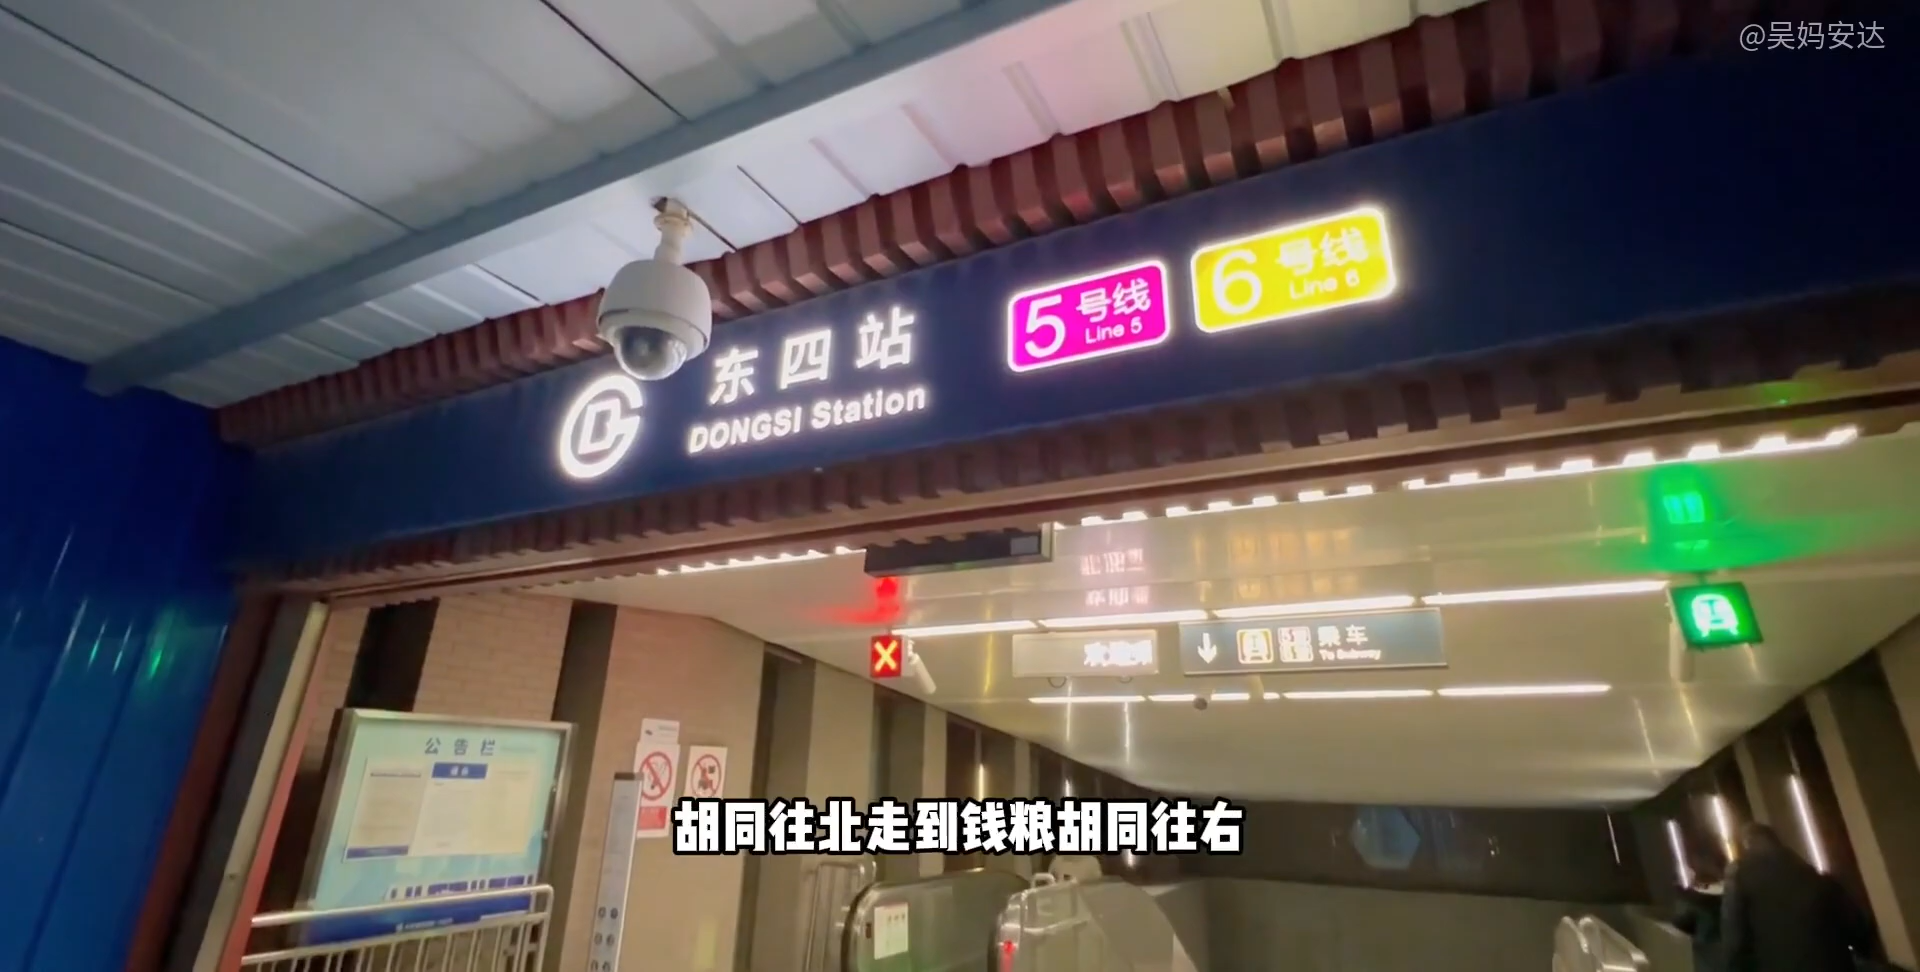 @吴妈安达
东四站
DONGSI Station
5号线
Line 5
6号线
Line 6
乘车
To Subway
公告栏
胡同往北走到钱粮胡同往右